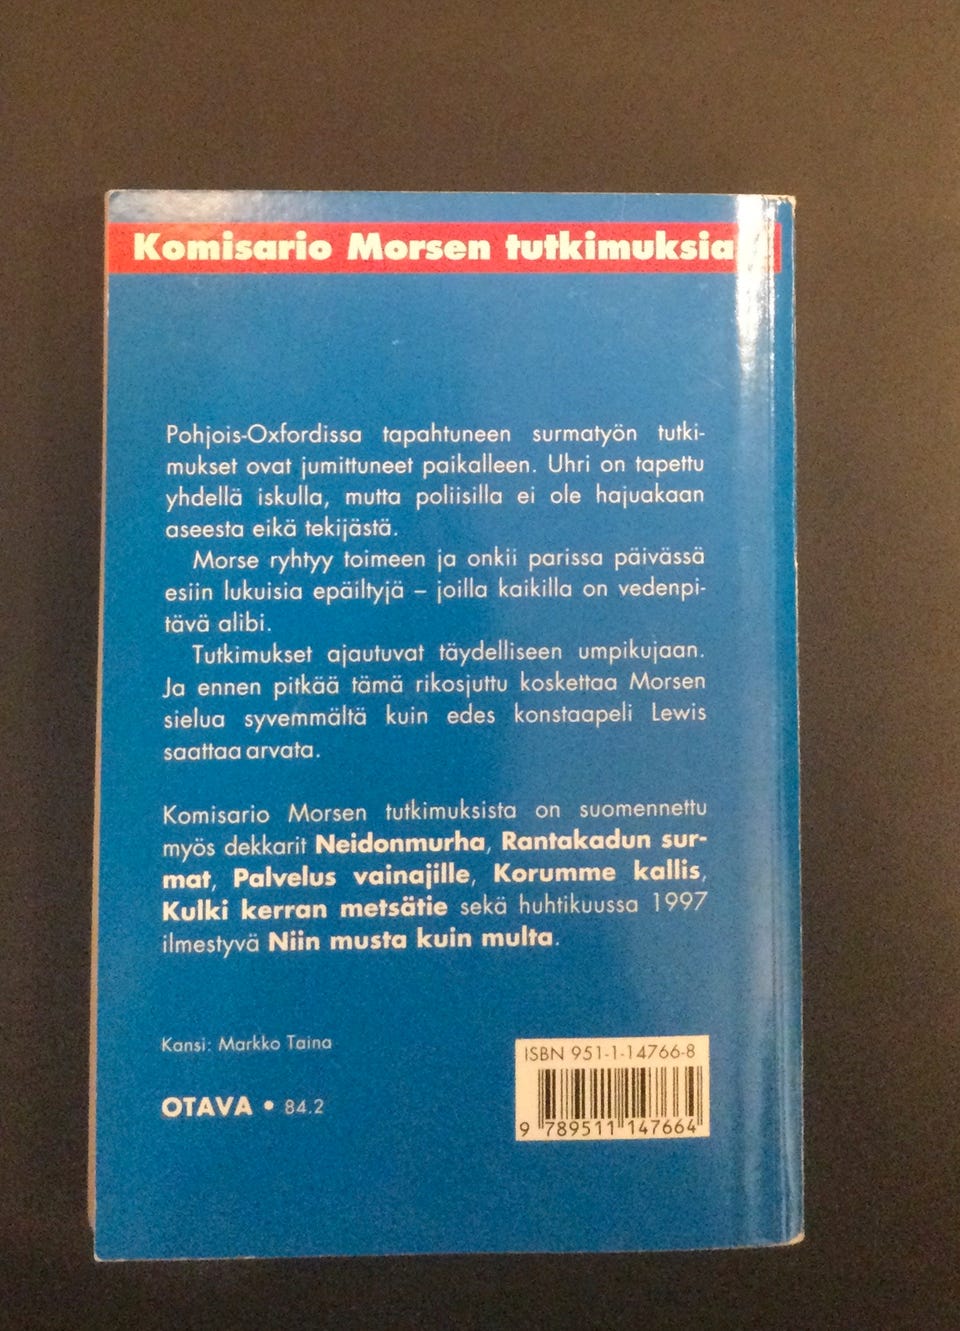 Komisario Morsen tutkimuksia
Pohjois-Oxfordissa tapahtuneen surmatyön tutki-
mukset ovat jumittuneet paikalleen. Uhri on tapettu
yhdellä iskulla, mutta poliisilla ei ole hajuakaan
aseesta eikä tekijästä.
Morse ryhtyy toimeen ja onkii parissa päivässä
esiin lukuisia epäiltyjä – joilla kaikilla on vedenpi-
tävä alibi.
Tutkimukset ajautuvat täydelliseen umpikujaan.
Ja ennen pitkää tämä rikosjuttu koskettaa Morsen
sielua syvemmältä kuin edes konstaapeli Lewis
saattaa arvata.
Komisario Morsen tutkimuksista on suomennettu
myös dekkarit Neidonmurha, Rantakadun sur-
mat, Palvelus vainajille, Korumme kallis,
Kulki kerran metsätie sekä huhtikuussa 1997
ilmestyvä Niin musta kuin multa.
Kansi: Markko Taina
OTAVA • 84.2
ISBN 951-1-14766-8
9 789511 147664